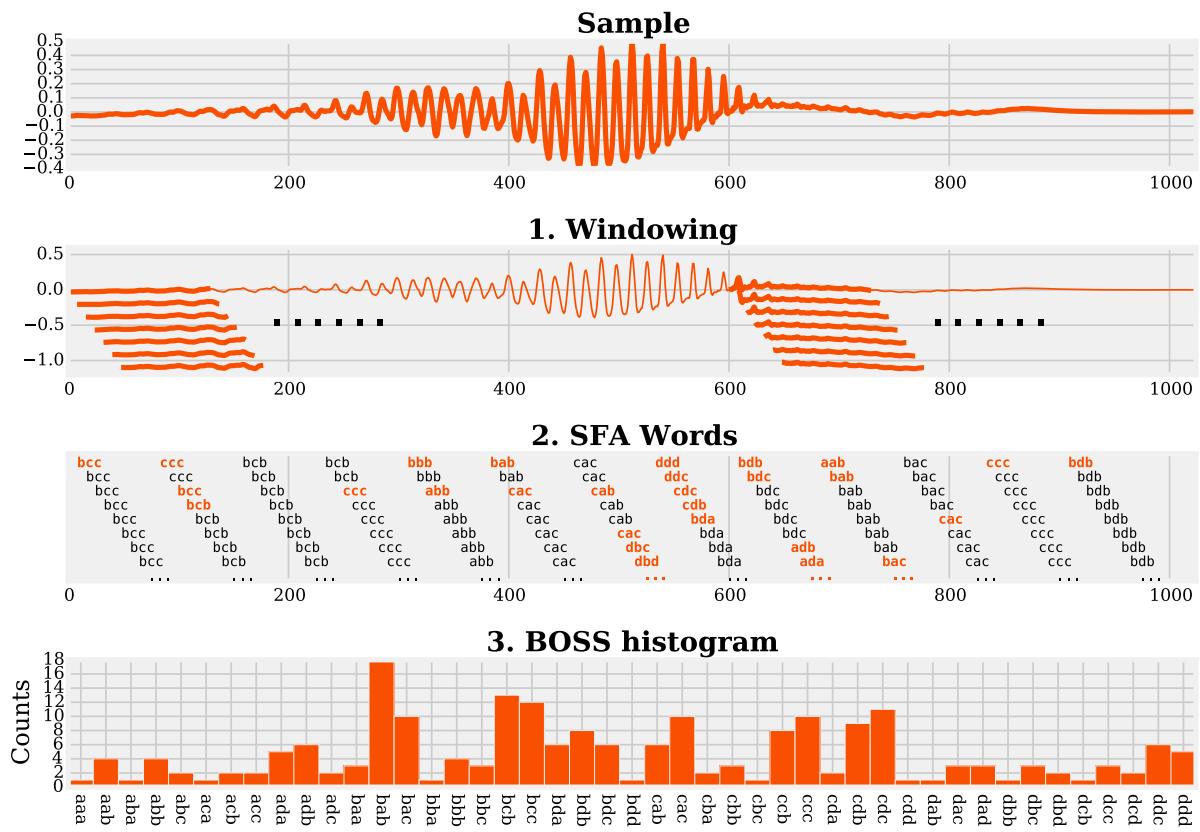 Sample
0.5
0.4
0.3
0.2
0.1
0.0
−0.1
−0.2
−0.3
−0.4
0 200 400 600 800 1000
1. Windowing
0.5
0.0
−0.5
−1.0
0 200 400 600 800 1000
2. SFA Words
bcc ccc bcb bcb bbb bab cac ddd bdb aab bac ccc bdb
bcc ccc bcb bcb bbb bab cac ddc bdc bab bac ccc bdb
bcc bcc bcb ccc abb cac cab cdc bdc bab bac ccc bdb
bcc bcb bcb ccc abb cac cab cdb bdc bab bac ccc bdb
bcc bcb bcb ccc abb cac cab bda bdc bab cac ccc bdb
bcc bcb bcb ccc abb cac cac bda bdc bab cac ccc bdb
bcc bcb bcb ccc abb cac dbc bda adb bab cac ccc bdb
bcc bcb bcb ccc abb cac dbd bda ada bac cac ccc bdb
... ... ... ... ... ... ... ... ... ... ... ... ...
0 200 400 600 800 1000
3. BOSS histogram
Counts
18
16
14
12
10
8
6
4
2
0
aaa aab aba abb abc aca acb acc ada adb adc baa bab bac bba bbb bbc bcb bcc bda bdb bdc bdd cab cac cba cbb cbc ccb ccc cda cdb cdc cdd dab dac dad dbb dbc dbd dcb dcc dcd ddc ddd